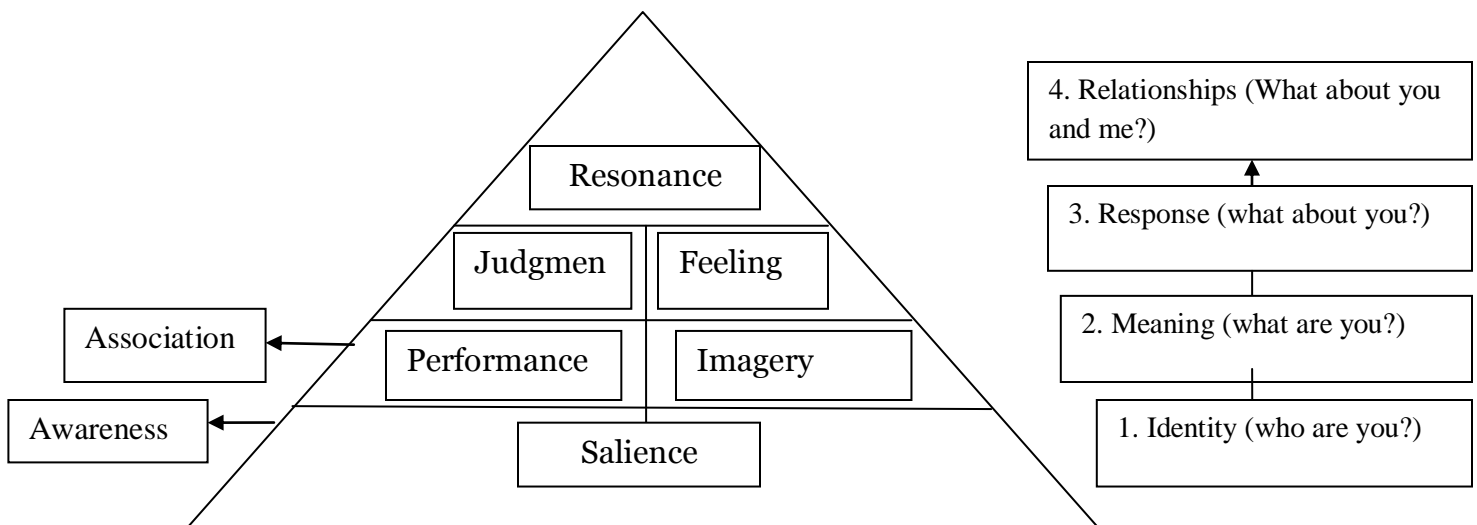 4. Relationships (What about you
and me?)
Resonance
3. Response (what about you?)
Judgmen
Feeling
Association
2. Meaning (what are you?)
Performance
Imagery
Awareness
1. Identity (who are you?)
Salience